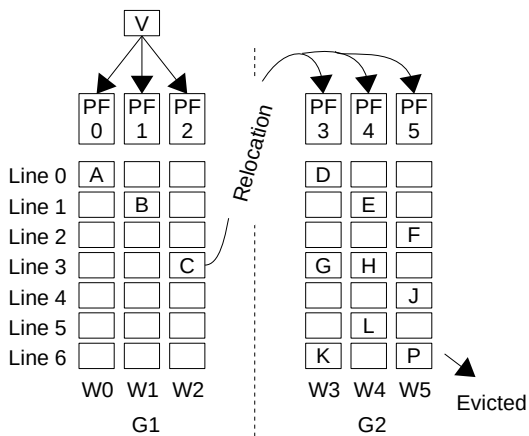 V
PF 0 PF 1 PF 2 PF 3 PF 4 PF 5
Relocation
Line 0 A D
Line 1 B E
Line 2 F
Line 3 C G H
Line 4 J
Line 5 L
Line 6 K P
W0 W1 W2 W3 W4 W5
Evicted
G1 G2